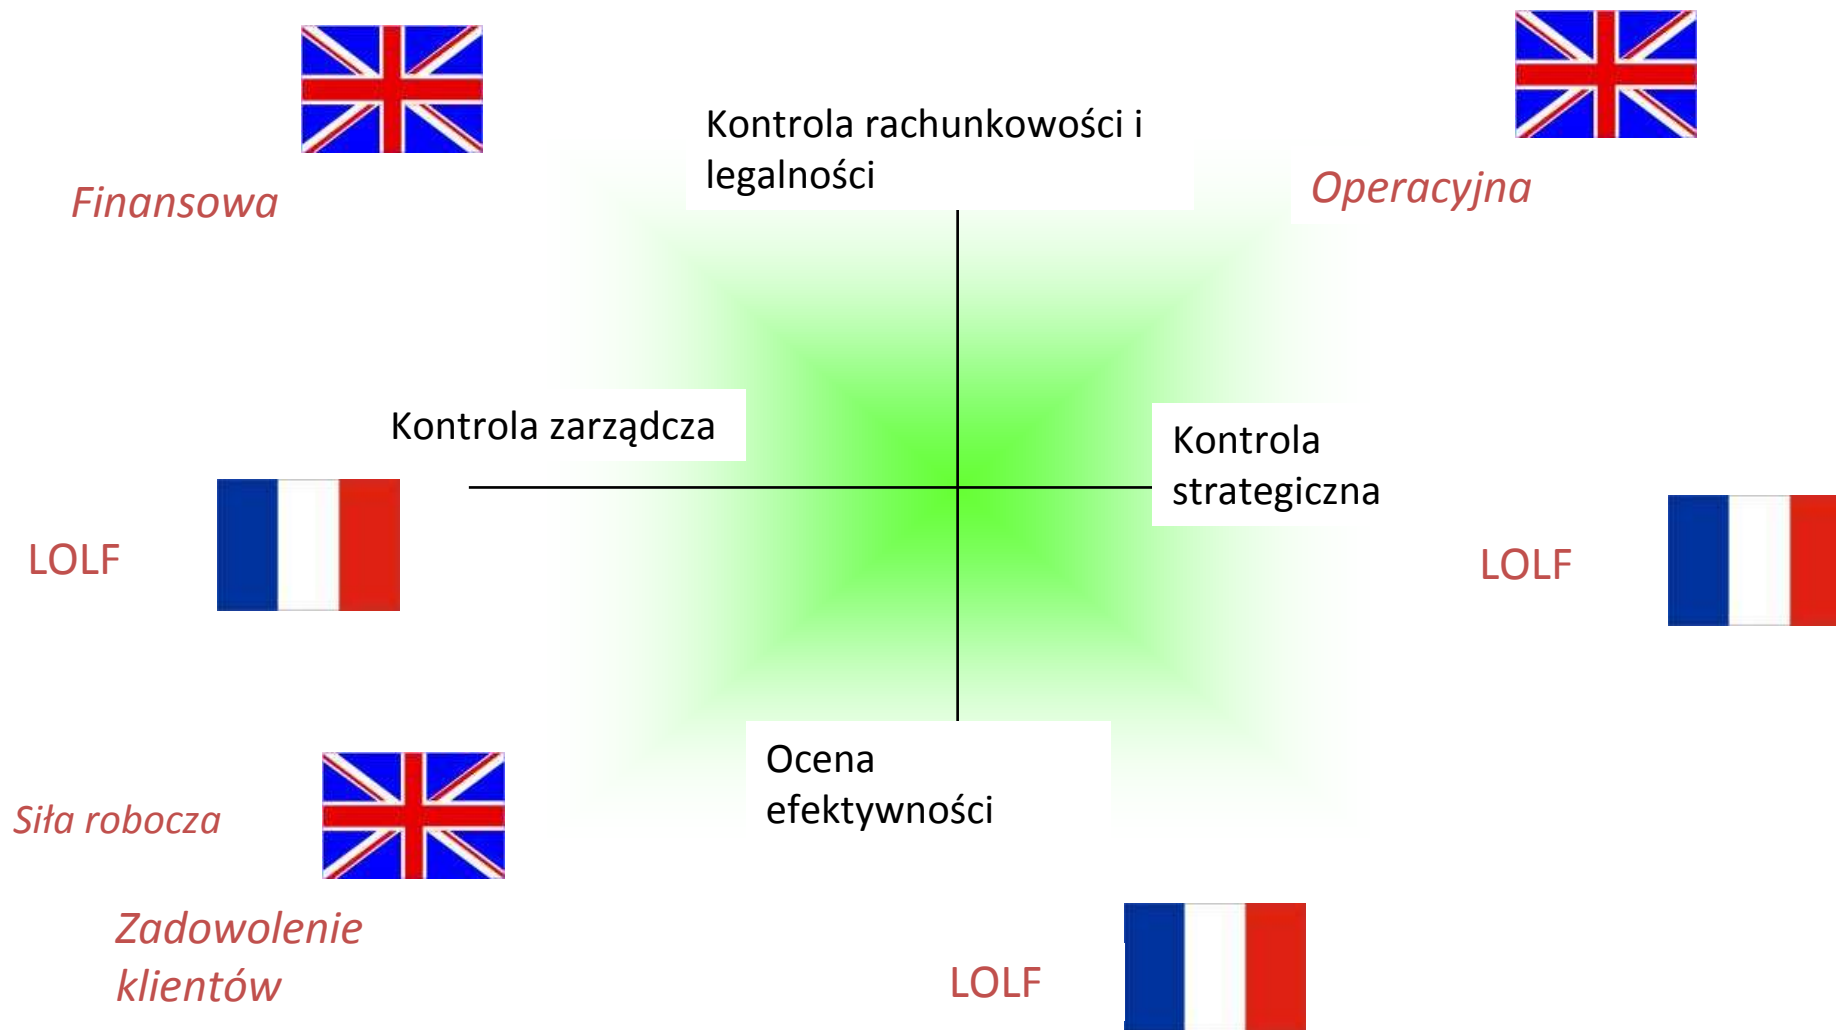 Kontrola rachunkowości i
legalności
Finansowa
Operacyjna
Kontrola zarządcza
Kontrola
strategiczna
LOLF
LOLF
Ocena
efektywności
Siła robocza
Zadowolenie
klientów
LOLF